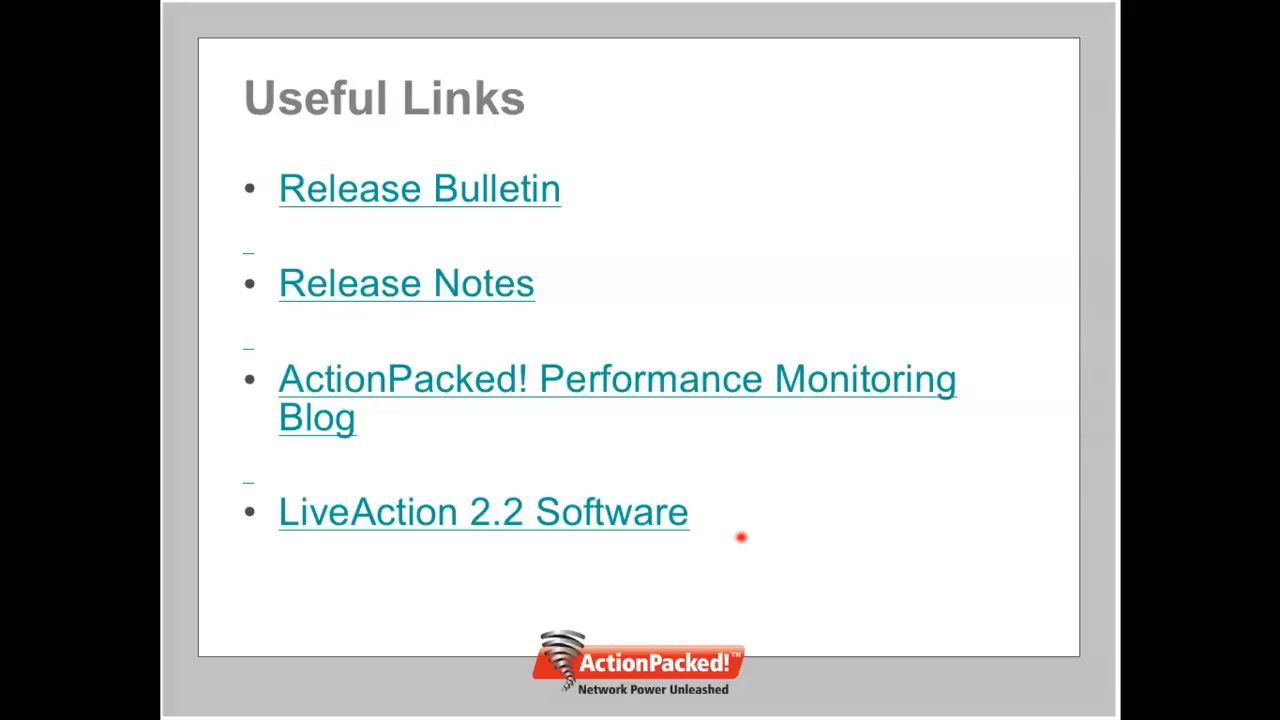 Useful Links
• Release Bulletin
• Release Notes
• ActionPacked! Performance Monitoring
Blog
• LiveAction 2.2 Software
ActionPacked!™
Network Power Unleashed